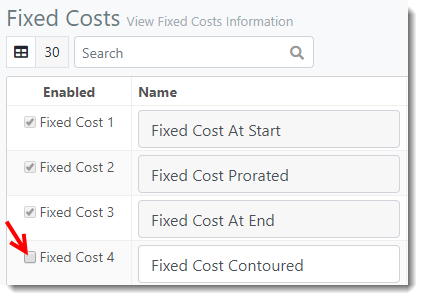 Fixed Costs View Fixed Costs Information
30 Search
Enabled Name
Fixed Cost 1 Fixed Cost At Start
Fixed Cost 2 Fixed Cost Prorated
Fixed Cost 3 Fixed Cost At End
Fixed Cost 4 Fixed Cost Contoured